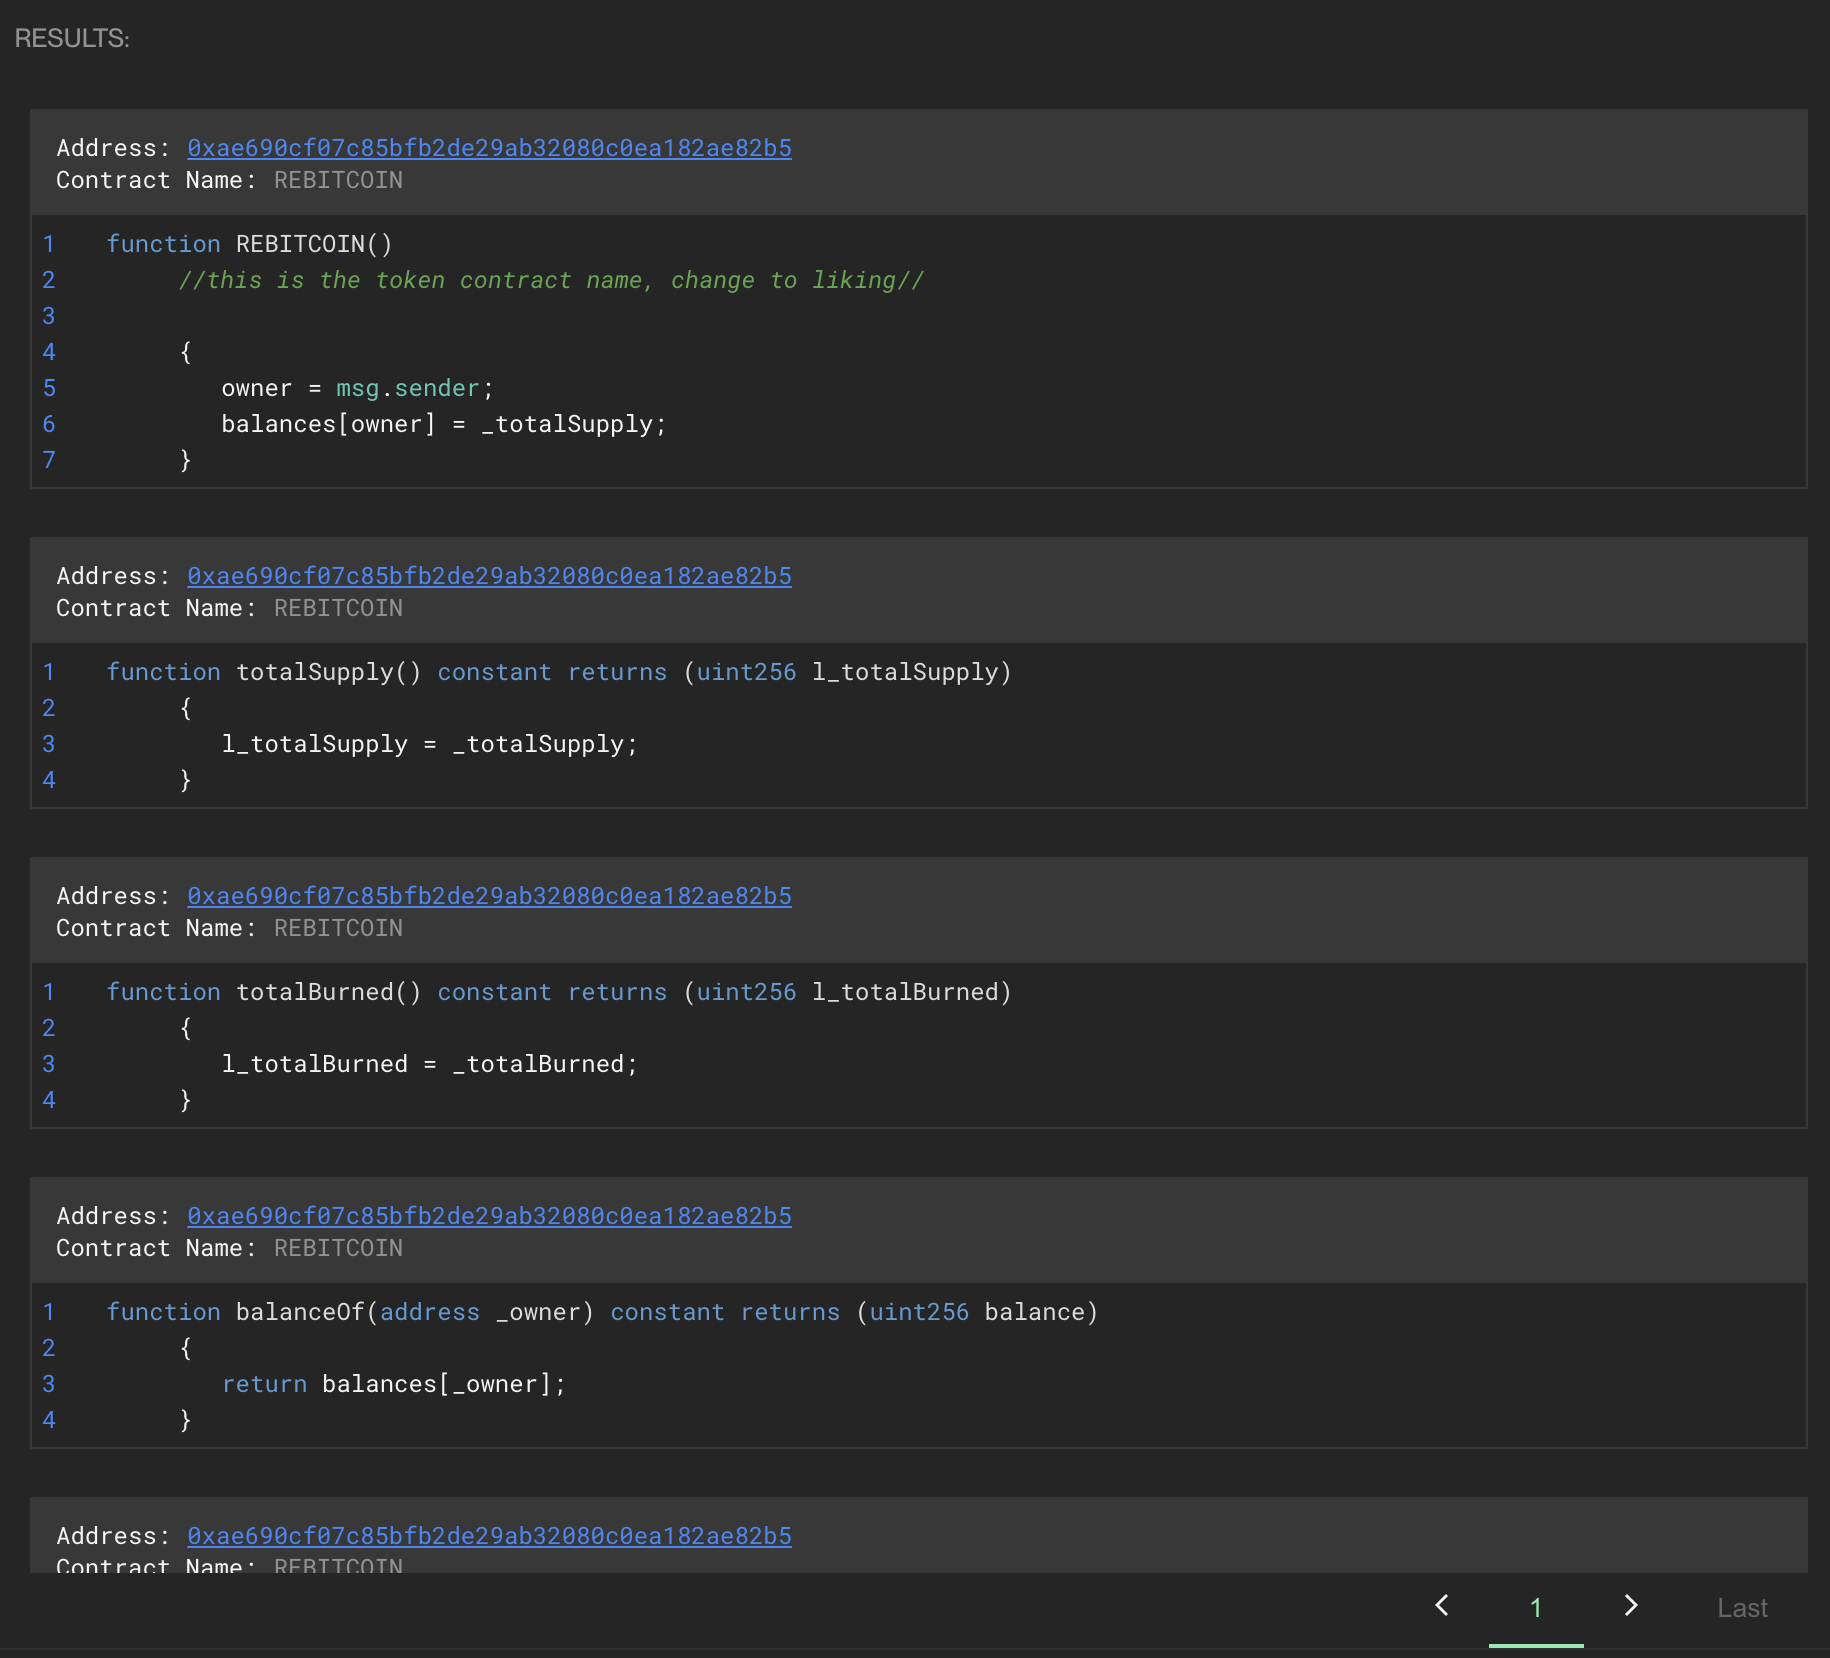 RESULTS:
Address: 0xae690cf07c85bfb2de29ab32080c0ea182ae82b5
Contract Name: REBITCOIN
1 function REBITCOIN()
2 //this is the token contract name, change to liking//
3
4 {
5 owner = msg.sender;
6 balances[owner] = _totalSupply;
7 }
Address: 0xae690cf07c85bfb2de29ab32080c0ea182ae82b5
Contract Name: REBITCOIN
1 function totalSupply() constant returns (uint256 l_totalSupply)
2 {
3 l_totalSupply = _totalSupply;
4 }
Address: 0xae690cf07c85bfb2de29ab32080c0ea182ae82b5
Contract Name: REBITCOIN
1 function totalBurned() constant returns (uint256 l_totalBurned)
2 {
3 l_totalBurned = _totalBurned;
4 }
Address: 0xae690cf07c85bfb2de29ab32080c0ea182ae82b5
Contract Name: REBITCOIN
1 function balanceOf(address _owner) constant returns (uint256 balance)
2 {
3 return balances[_owner];
4 }
Address: 0xae690cf07c85bfb2de29ab32080c0ea182ae82b5
Contract Name: REBITCOIN
1 Last